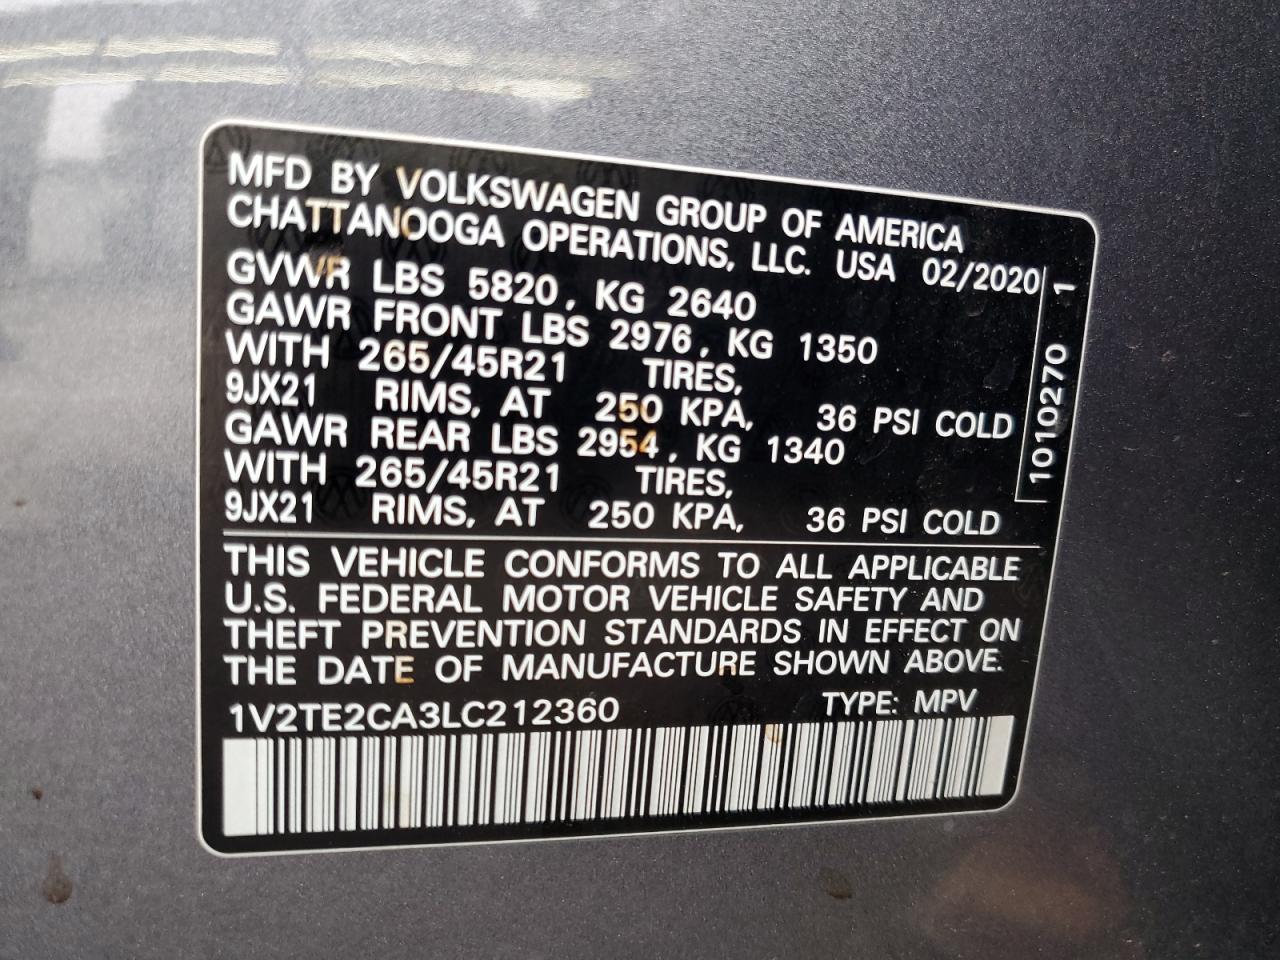 MFD BY VOLKSWAGEN GROUP OF AMERICA
CHATTANOOGA OPERATIONS, LLC. USA 02/2020
GVWR LBS 5820, KG 2640
GAWR FRONT LBS 2976, KG 1350
WITH 265/45R21 TIRES,
9JX21 RIMS, AT 250 KPA, 36 PSI COLD
GAWR REAR LBS 2954, KG 1340
WITH 265/45R21 TIRES,
9JX21 RIMS, AT 250 KPA, 36 PSI COLD
1010270 1
THIS VEHICLE CONFORMS TO ALL APPLICABLE
U.S. FEDERAL MOTOR VEHICLE SAFETY AND
THEFT PREVENTION STANDARDS IN EFFECT ON
THE DATE OF MANUFACTURE SHOWN ABOVE.
1V2TE2CA3LC212360 TYPE: MPV